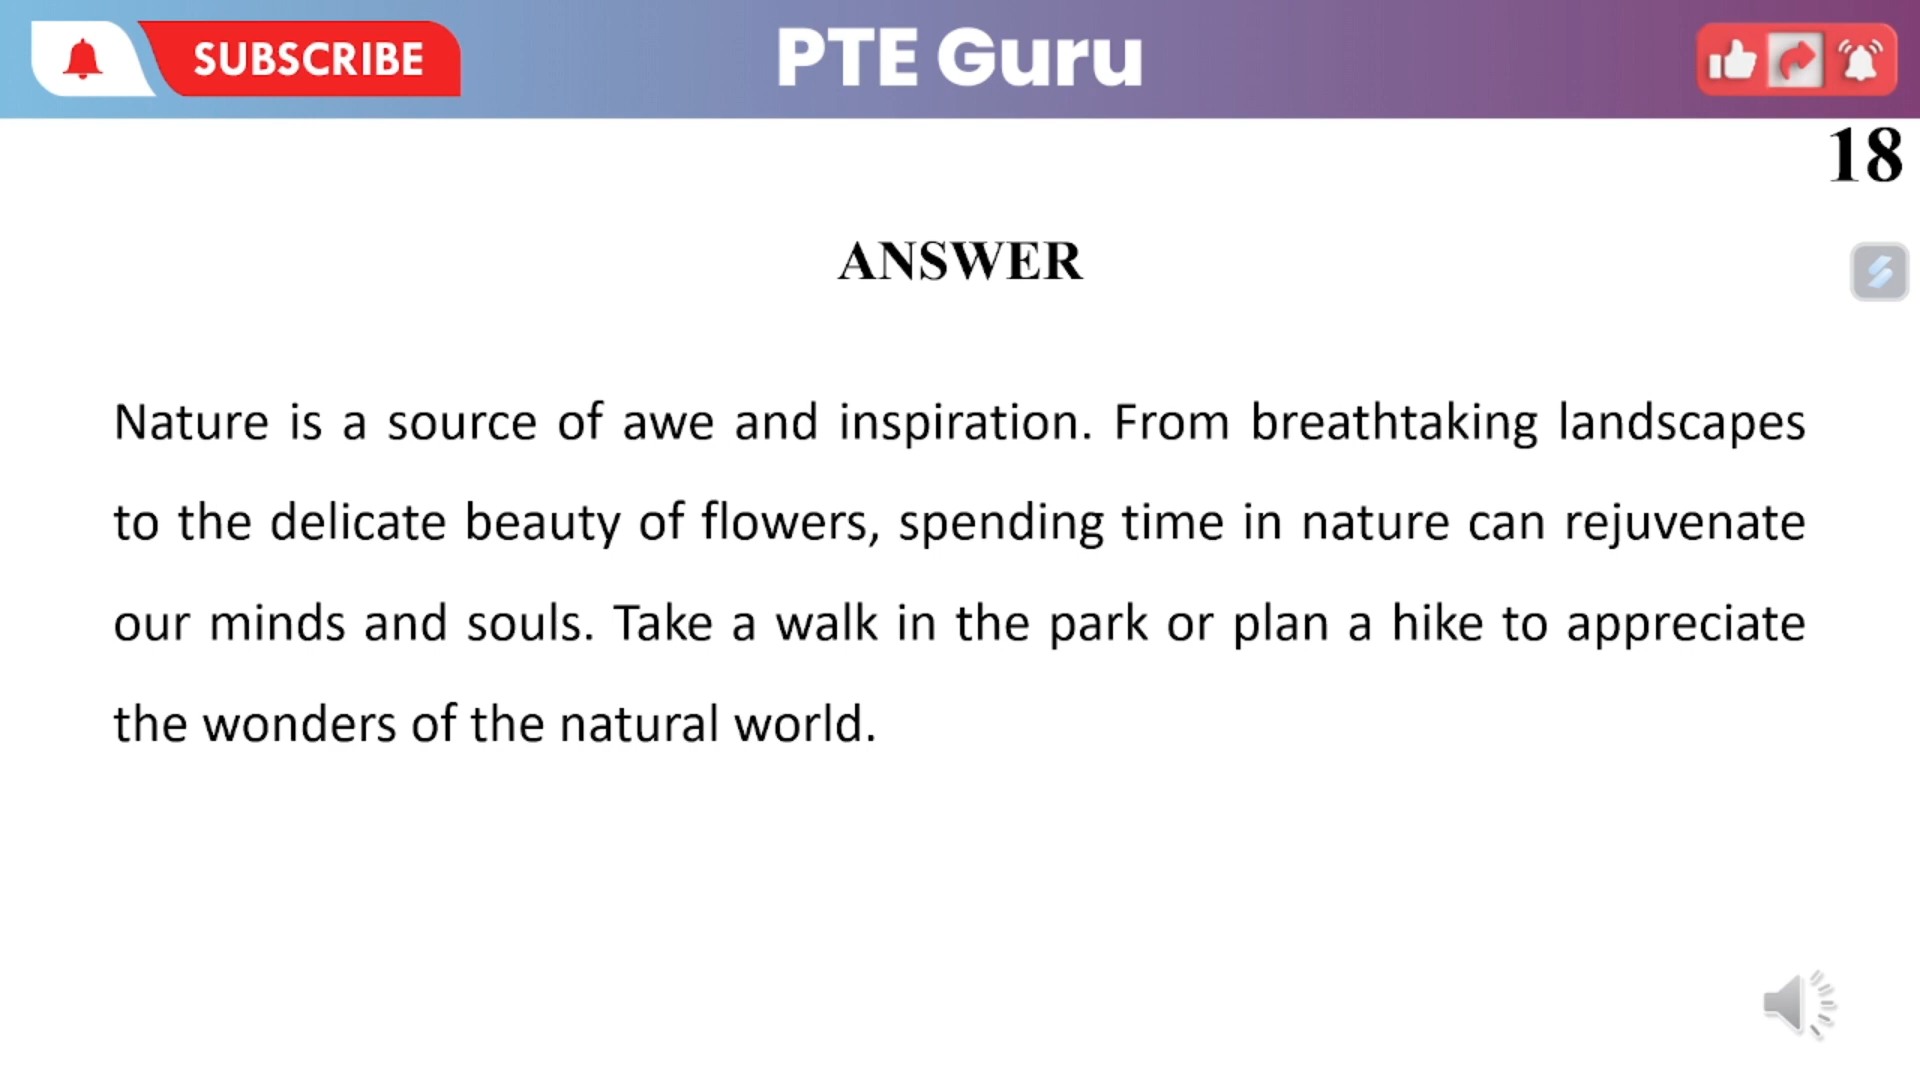 SUBSCRIBE
PTE Guru
18
ANSWER
Nature is a source of awe and inspiration. From breathtaking landscapes
to the delicate beauty of flowers, spending time in nature can rejuvenate
our minds and souls. Take a walk in the park or plan a hike to appreciate
the wonders of the natural world.